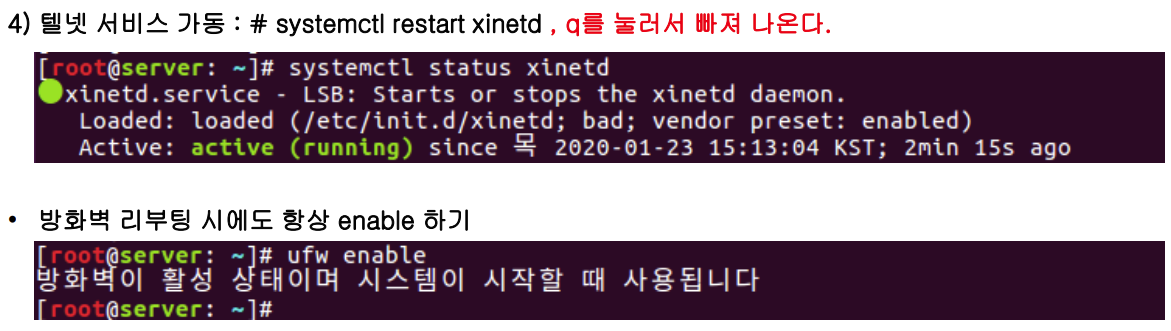 4) 텔넷 서비스 가동 : # systemctl restart xinetd , q를 눌러서 빠져 나온다.
[root@server: ~]# systemctl status xinetd
xinetd.service - LSB: Starts or stops the xinetd daemon.
Loaded: loaded (/etc/init.d/xinetd; bad; vendor preset: enabled)
Active: active (running) since 목 2020-01-23 15:13:04 KST; 2min 15s ago
• 방화벽 리부팅 시에도 항상 enable 하기
[root@server: ~]# ufw enable
방화벽이 활성 상태이며 시스템이 시작할 때 사용됩니다
[root@server: ~]#